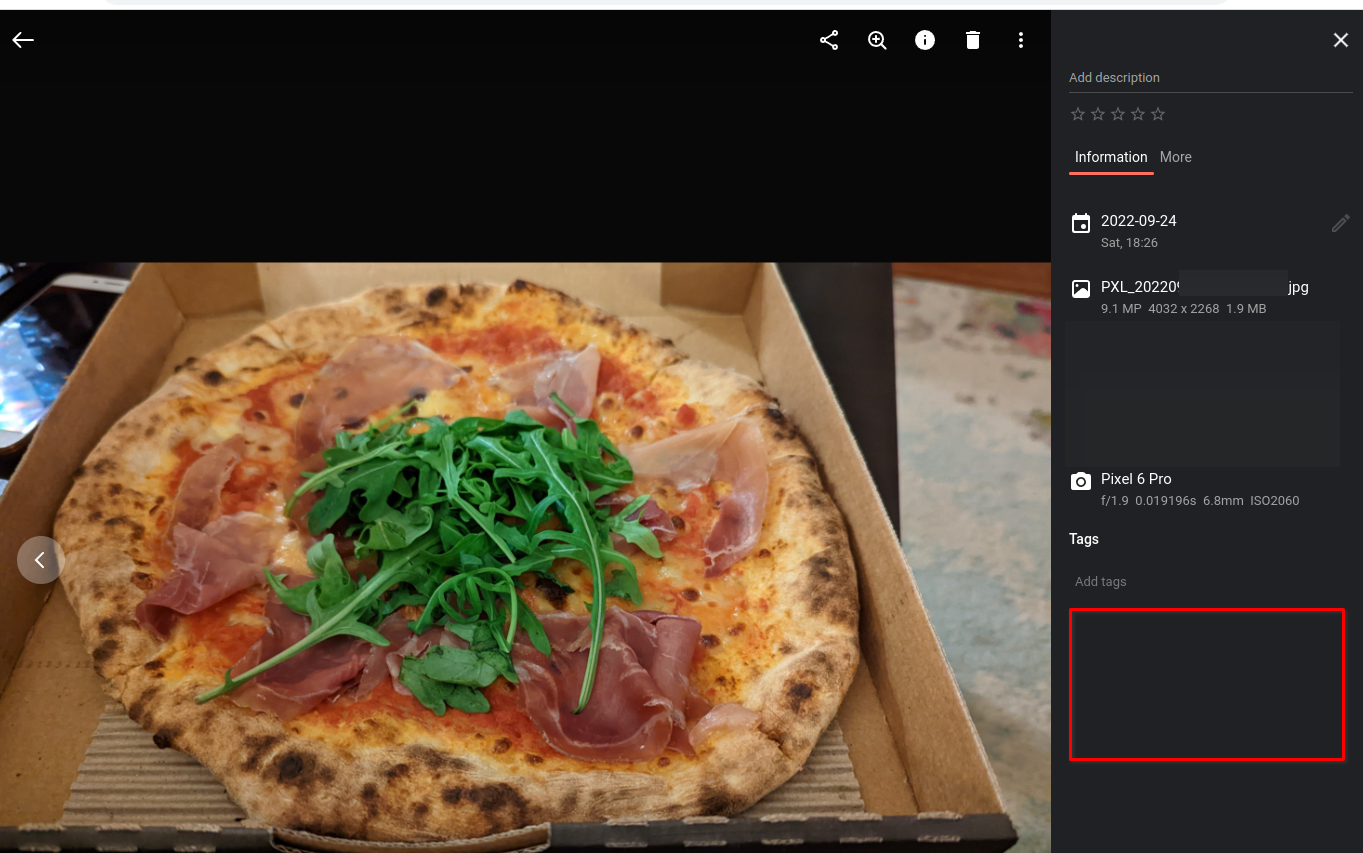 Add description
Information More
2022-09-24
Sat, 18:26
PXL_20220 jpg
9.1 MP 4032 x 2268 1.9 MB
Pixel 6 Pro
f/1.9 0.019196s 6.8mm ISO2060
Tags
Add tags